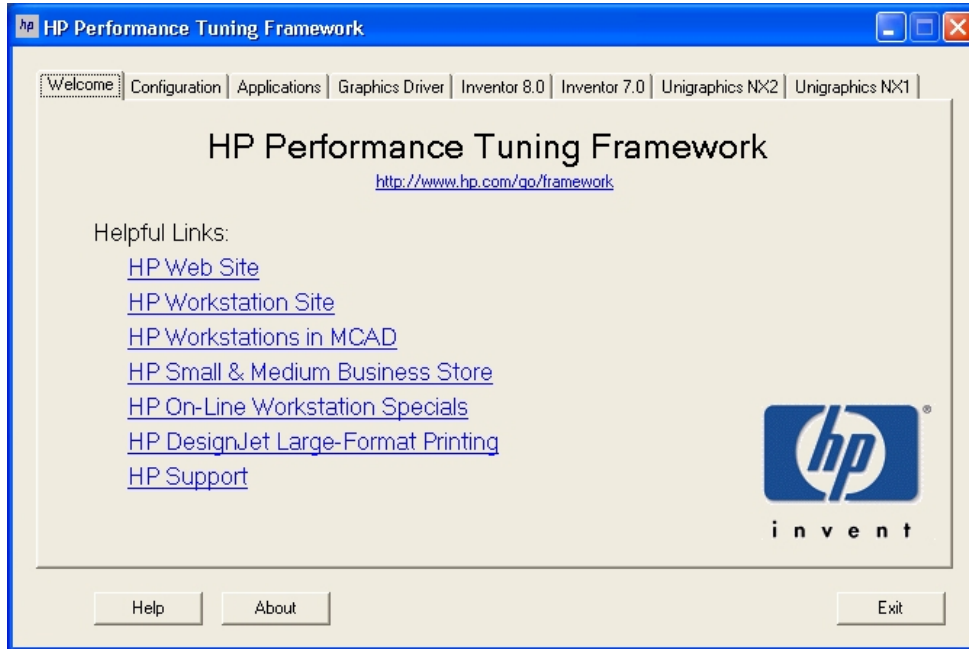 HP Performance Tuning Framework
Welcome Configuration Applications Graphics Driver Inventor 8.0 Inventor 7.0 Unigraphics NX2 Unigraphics NX1
HP Performance Tuning Framework
http://www.hp.com/go/framework
Helpful Links:
HP Web Site
HP Workstation Site
HP Workstations in MCAD
HP Small & Medium Business Store
HP On-Line Workstation Specials
HP DesignJet Large-Format Printing
HP Support
hp ®
invent
Help About Exit